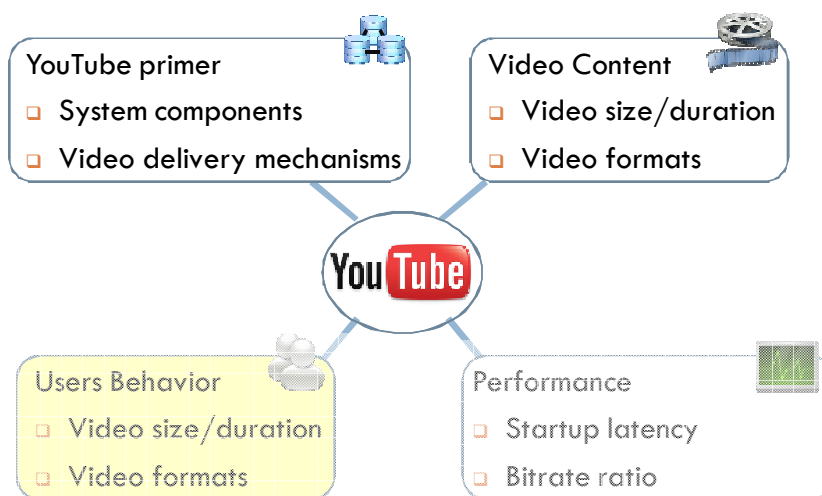 YouTube primer
System components
Video delivery mechanisms
Video Content
Video size/duration
Video formats
YouTube
Users Behavior
Video size/duration
Video formats
Performance
Startup latency
Bitrate ratio